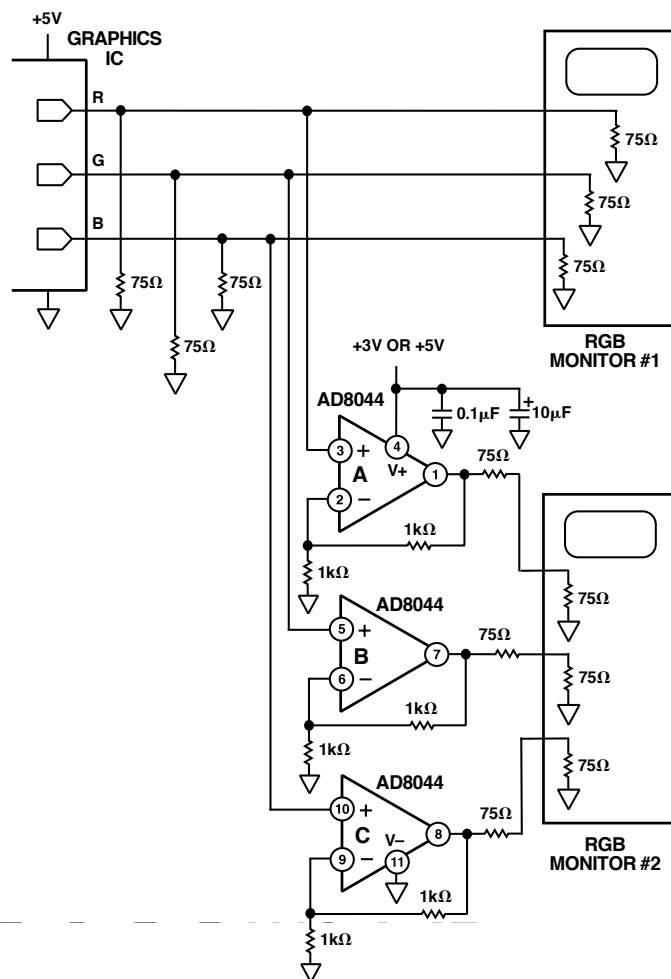 +5V
GRAPHICS
IC
R
G
B
75Ω
75Ω
75Ω
75Ω
75Ω
75Ω
RGB
MONITOR #1
+3V OR +5V
AD8044
0.1µF
+
10µF
3
+
4
V+
A
1
75Ω
2
–
1kΩ
1kΩ
75Ω
AD8044
5
+
B
7
75Ω
75Ω
6
–
1kΩ
1kΩ
75Ω
AD8044
10
+
C
V–
8
75Ω
9
–
11
RGB
MONITOR #2
1kΩ
1kΩ